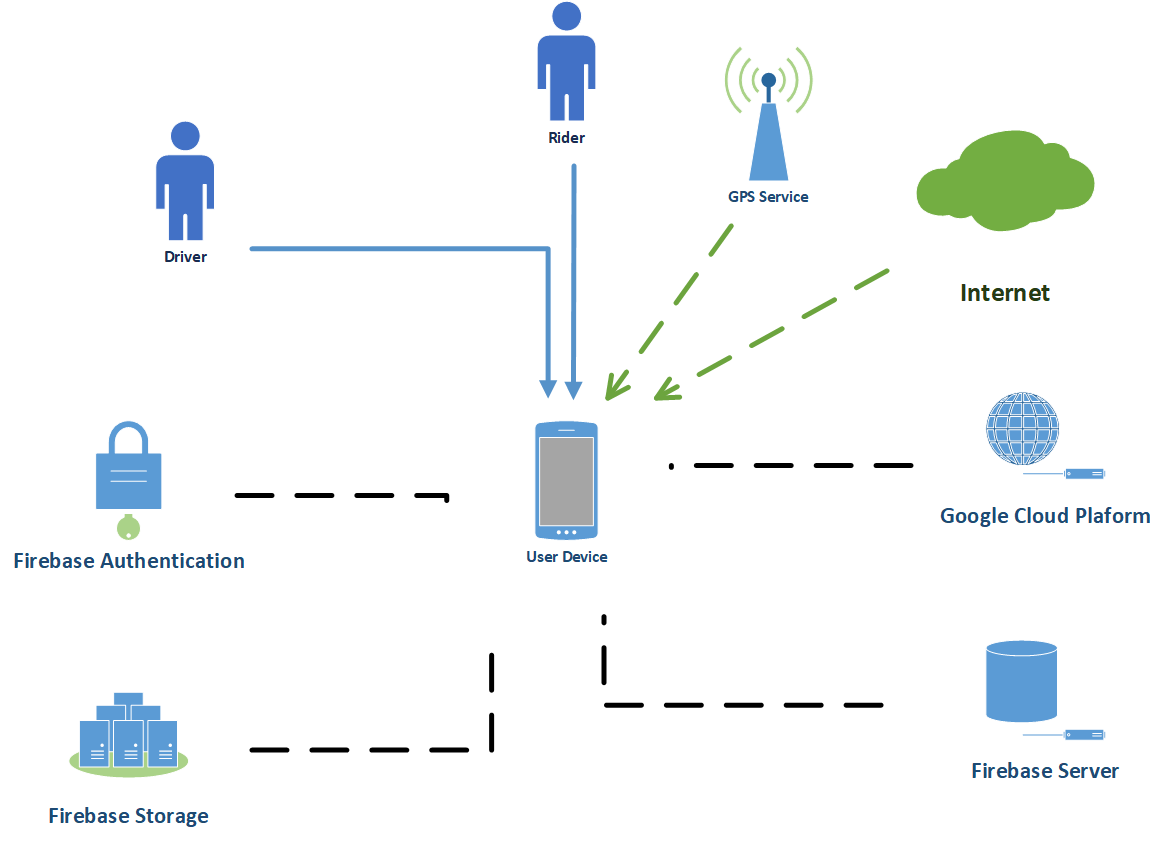 Rider
GPS Service
Driver
Internet
Google Cloud Plaform
User Device
Firebase Authentication
Firebase Server
Firebase Storage